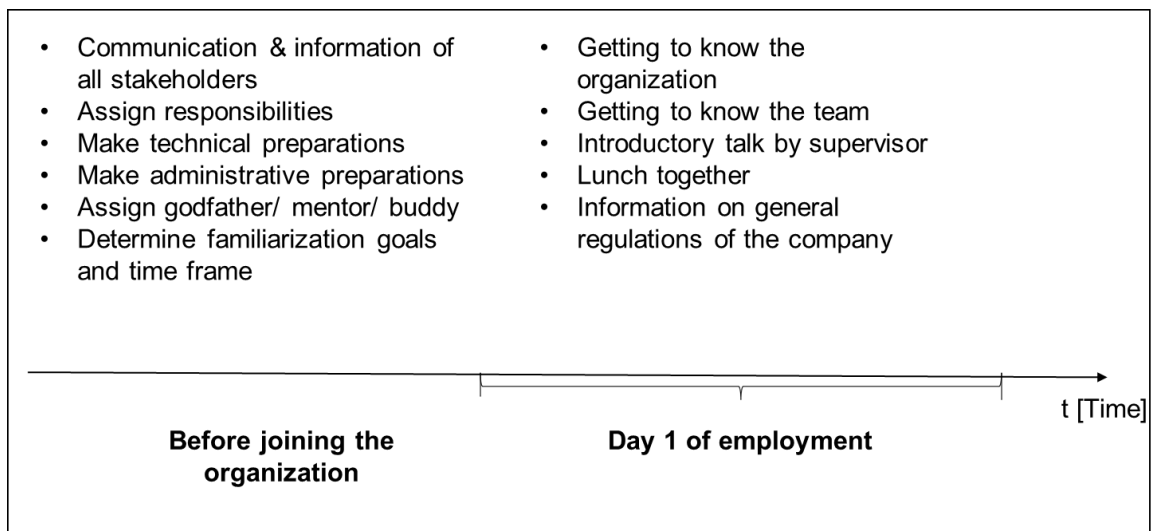 • Communication & information of
all stakeholders
• Assign responsibilities
• Make technical preparations
• Make administrative preparations
• Assign godfather/ mentor/ buddy
• Determine familiarization goals
and time frame
• Getting to know the
organization
• Getting to know the team
• Introductory talk by supervisor
• Lunch together
• Information on general
regulations of the company
t [Time]
Before joining the
organization
Day 1 of employment